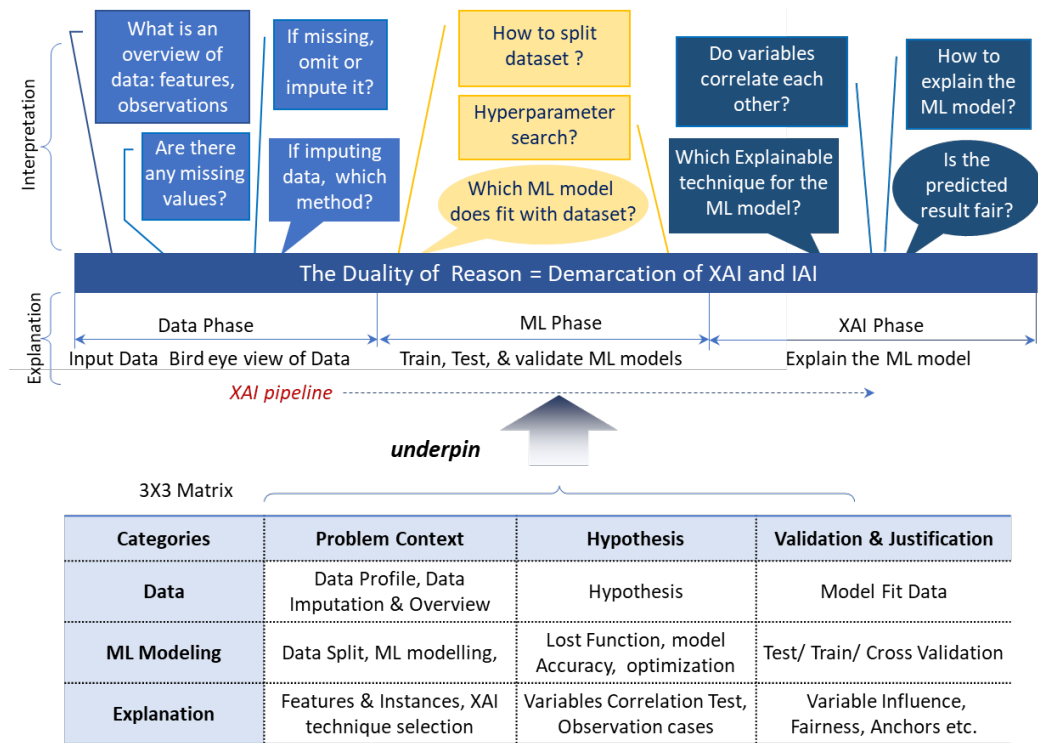 Interpretation
What is an
overview of
data: features,
observations
If missing,
omit or
impute it?
How to split
dataset ?
Do variables
correlate each
other?
How to
explain the
ML model?
Are there
any missing
values?
If imputing
data, which
method?
Hyperparameter
search?
Which ML model
does fit with dataset?
Which Explainable
technique for the
ML model?
Is the
predicted
result fair?
The Duality of Reason = Demarcation of XAI and IAI
Explanation
Data Phase
ML Phase
XAI Phase
Input Data Bird eye view of Data
Train, Test, & validate ML models
Explain the ML model
XAI pipeline
underpin
3X3 Matrix
Categories
Problem Context
Hypothesis
Validation & Justification
Data
Data Profile, Data
Imputation & Overview
Hypothesis
Model Fit Data
ML Modeling
Data Split, ML modelling,
Lost Function, model
Accuracy, optimization
Test/ Train/ Cross Validation
Explanation
Features & Instances, XAI
technique selection
Variables Correlation Test,
Observation cases
Variable Influence,
Fairness, Anchors etc.